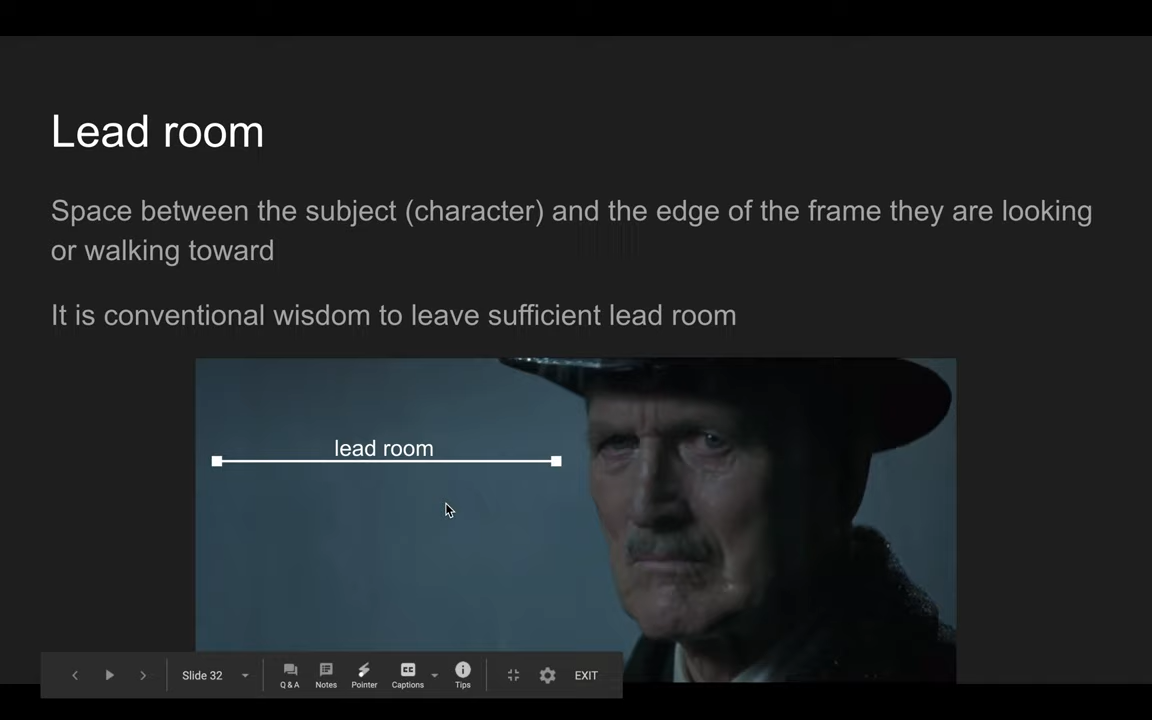 Lead room
Space between the subject (character) and the edge of the frame they are looking
or walking toward
It is conventional wisdom to leave sufficient lead room
lead room
Slide 32
Q & A
Notes
Pointer
Captions
Tips
EXIT